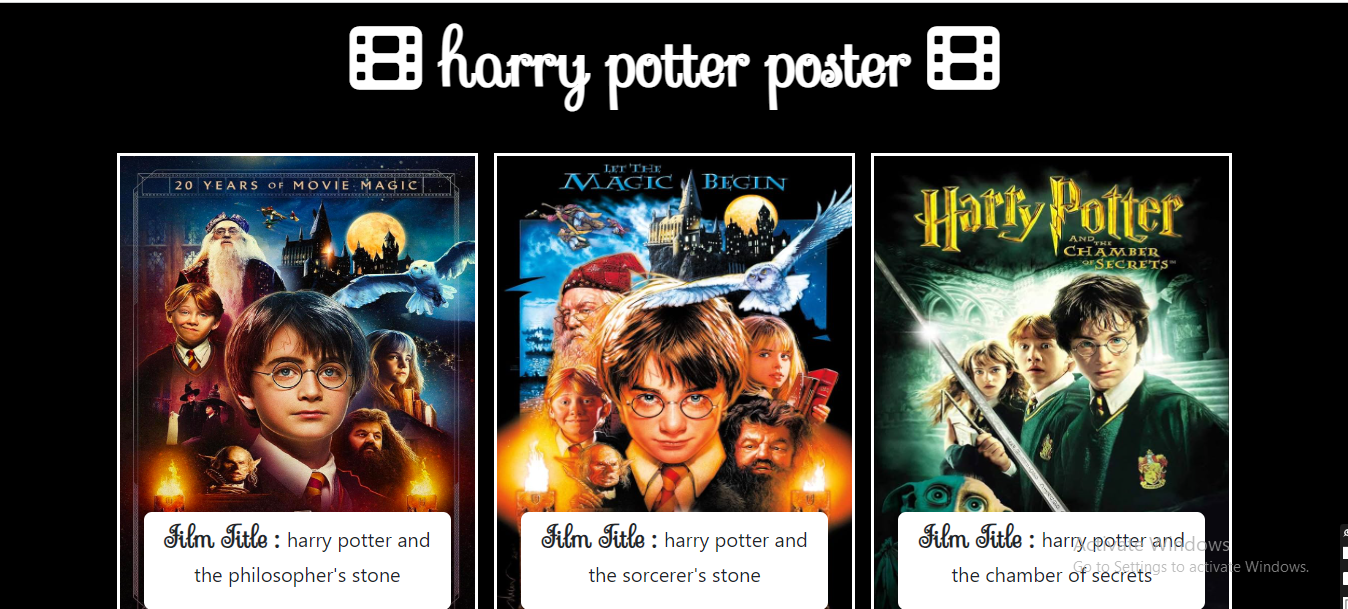 harry potter poster
20 YEARS OF MOVIE MAGIC
LET THE
MAGIC BEGIN
Harry Potter
AND THE
CHAMBER
OF SECRETS
Film Title : harry potter and
the philosopher's stone
Film Title : harry potter and
the sorcerer's stone
Film Title : harry potter and
the chamber of secrets
Activate Windows
Go to Settings to activate Windows.